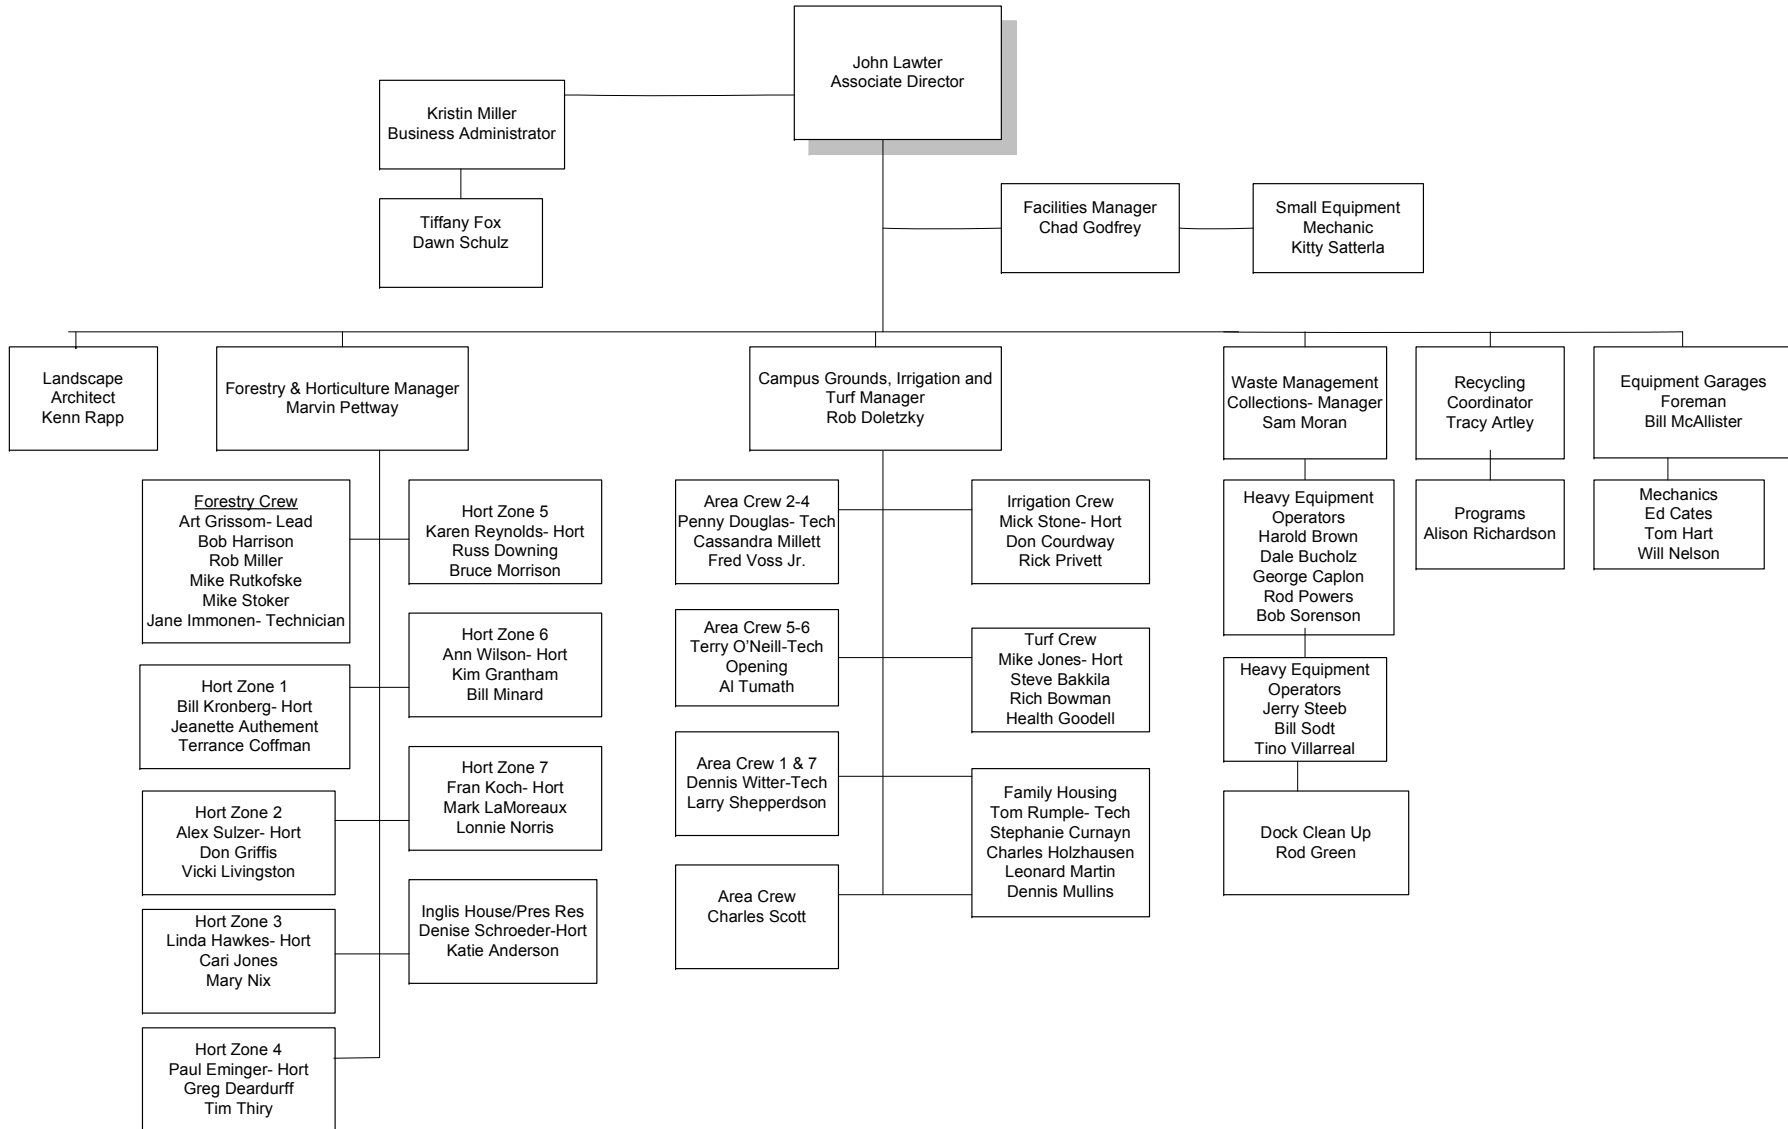 John Lawter
Associate Director
Kristin Miller
Business Administrator
Tiffany Fox
Dawn Schulz
Facilities Manager
Chad Godfrey
Small Equipment
Mechanic
Kitty Satterla
Landscape
Architect
Kenn Rapp
Forestry & Horticulture Manager
Marvin Pettway
Campus Grounds, Irrigation and
Turf Manager
Rob Doletzky
Waste Management
Collections- Manager
Sam Moran
Recycling
Coordinator
Tracy Artley
Equipment Garages
Foreman
Bill McAllister
Forestry Crew
Art Grissom- Lead
Bob Harrison
Rob Miller
Mike Rutkofske
Mike Stoker
Jane Immonen- Technician
Hort Zone 1
Bill Kronberg- Hort
Jeanette Authement
Terrance Coffman
Hort Zone 2
Alex Sulzer- Hort
Don Griffis
Vicki Livingston
Hort Zone 3
Linda Hawkes- Hort
Cari Jones
Mary Nix
Hort Zone 4
Paul Eminger- Hort
Greg Deardurff
Tim Thiry
Hort Zone 5
Karen Reynolds- Hort
Russ Downing
Bruce Morrison
Hort Zone 6
Ann Wilson- Hort
Kim Grantham
Bill Minard
Hort Zone 7
Fran Koch- Hort
Mark LaMoreaux
Lonnie Norris
Inglis House/Pres Res
Denise Schroeder-Hort
Katie Anderson
Area Crew 2-4
Penny Douglas- Tech
Cassandra Millett
Fred Voss Jr.
Area Crew 5-6
Terry O’Neill-Tech
Opening
Al Tumath
Area Crew 1 & 7
Dennis Witter-Tech
Larry Shepperdson
Area Crew
Charles Scott
Irrigation Crew
Mick Stone- Hort
Don Courdway
Rick Privett
Turf Crew
Mike Jones- Hort
Steve Bakkila
Rich Bowman
Health Goodell
Family Housing
Tom Rumple- Tech
Stephanie Curnayn
Charles Holzhausen
Leonard Martin
Dennis Mullins
Heavy Equipment
Operators
Harold Brown
Dale Bucholz
George Caplon
Rod Powers
Bob Sorenson
Heavy Equipment
Operators
Jerry Steeb
Bill Sodt
Tino Villarreal
Dock Clean Up
Rod Green
Programs
Alison Richardson
Mechanics
Ed Cates
Tom Hart
Will Nelson